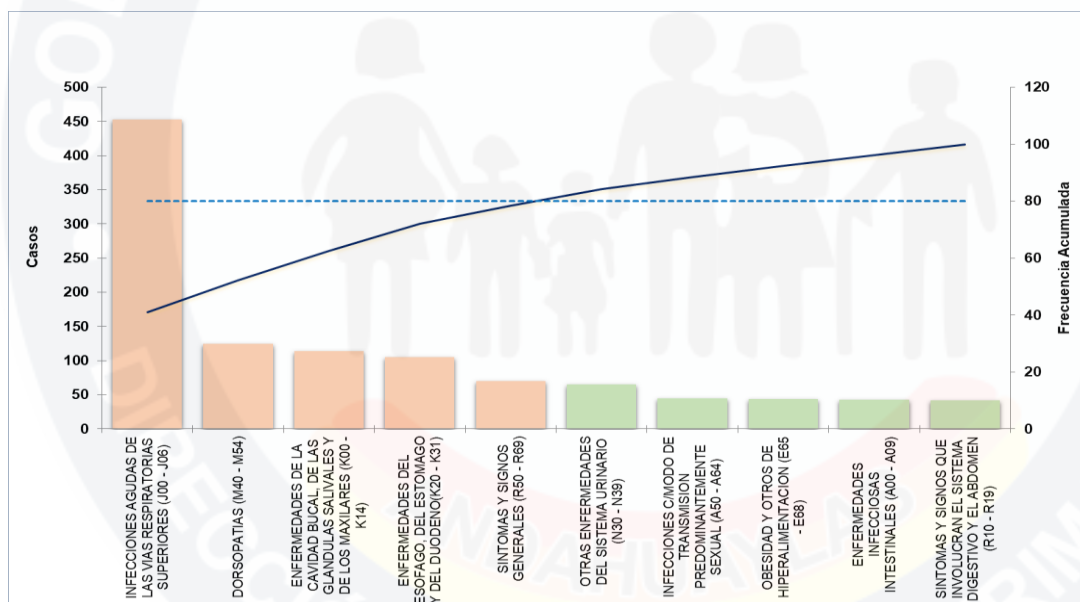 Casos
500
450
400
350
300
250
200
150
100
50
0
120
100
80
60
40
20
0
Frecuencia Acumulada
INFECCIONES AGUDAS DE
LAS VIAS RESPIRATORIAS
SUPERIORES (J00 - J06)
DORSOPATIAS (M40 - M54)
ENFERMEDADES DE LA
CAVIDAD BUCAL, DE LAS
GLANDULAS SALIVALES Y
DE LOS MAXILARES (K00 -
K14)
ENFERMEDADES DEL
ESOFAGO, DEL ESTOMAGO
Y DEL DUODENO(K20 - K31)
SINTOMAS Y SIGNOS
GENERALES (R50 - R69)
OTRAS ENFERMEDADES
DEL SISTEMA URINARIO
(N30 - N39)
INFECCIONES C/MODO DE
TRANSMISION
PREDOMINANTEMENTE
SEXUAL (A50 - A64)
OBESIDAD Y OTROS DE
HIPERALIMENTACION (E65
- E68)
ENFERMEDADES
INFECCIOSAS
INTESTINALES (A00 - A09)
SINTOMAS Y SIGNOS QUE
INVOLUCRAN EL SISTEMA
DIGESTIVO Y EL ABDOMEN
(R10 - R19)